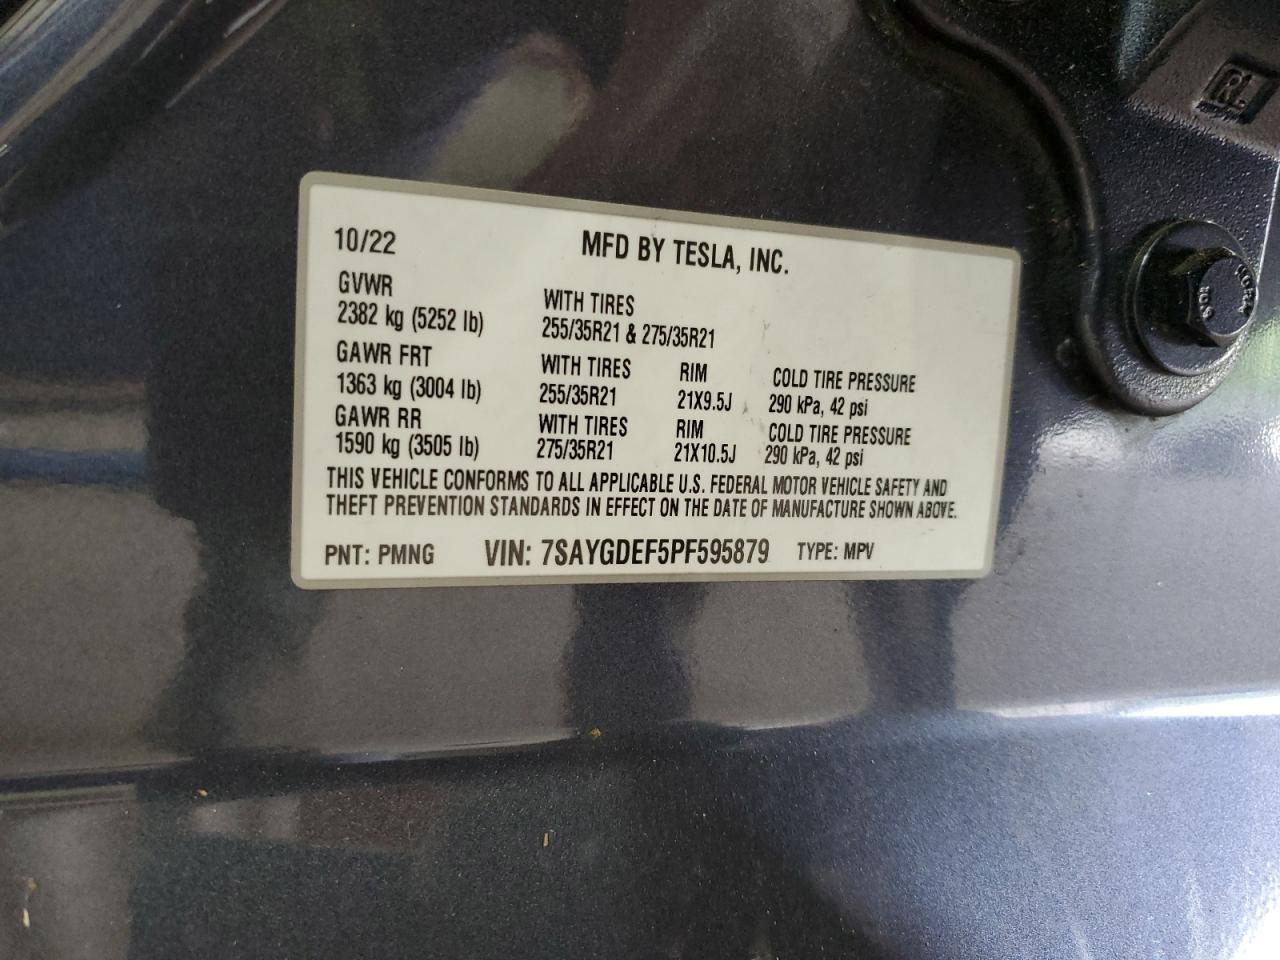 10/22 MFD BY TESLA, INC.
GVWR WITH TIRES
2382 kg (5252 lb) 255/35R21 & 275/35R21
GAWR FRT WITH TIRES RIM COLD TIRE PRESSURE
1363 kg (3004 lb) 255/35R21 21X9.5J 290 kPa, 42 psi
GAWR RR WITH TIRES RIM COLD TIRE PRESSURE
1590 kg (3505 lb) 275/35R21 21X10.5J 290 kPa, 42 psi
THIS VEHICLE CONFORMS TO ALL APPLICABLE U.S. FEDERAL MOTOR VEHICLE SAFETY AND
THEFT PREVENTION STANDARDS IN EFFECT ON THE DATE OF MANUFACTURE SHOWN ABOVE.
PNT: PMNG VIN: 7SAYGDEF5PF595879 TYPE: MPV